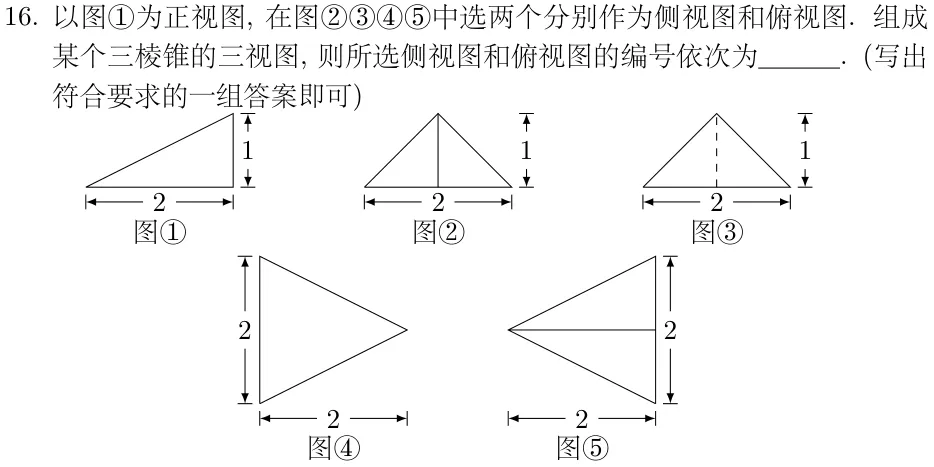 16. 以图①为正视图, 在图②③④⑤中选两个分别作为侧视图和俯视图. 组成
某个三棱锥的三视图, 则所选侧视图和俯视图的编号依次为______. (写出
符合要求的一组答案即可)
1
2
图①
1
2
图②
1
2
图③
2
2
图④
2
2
图⑤